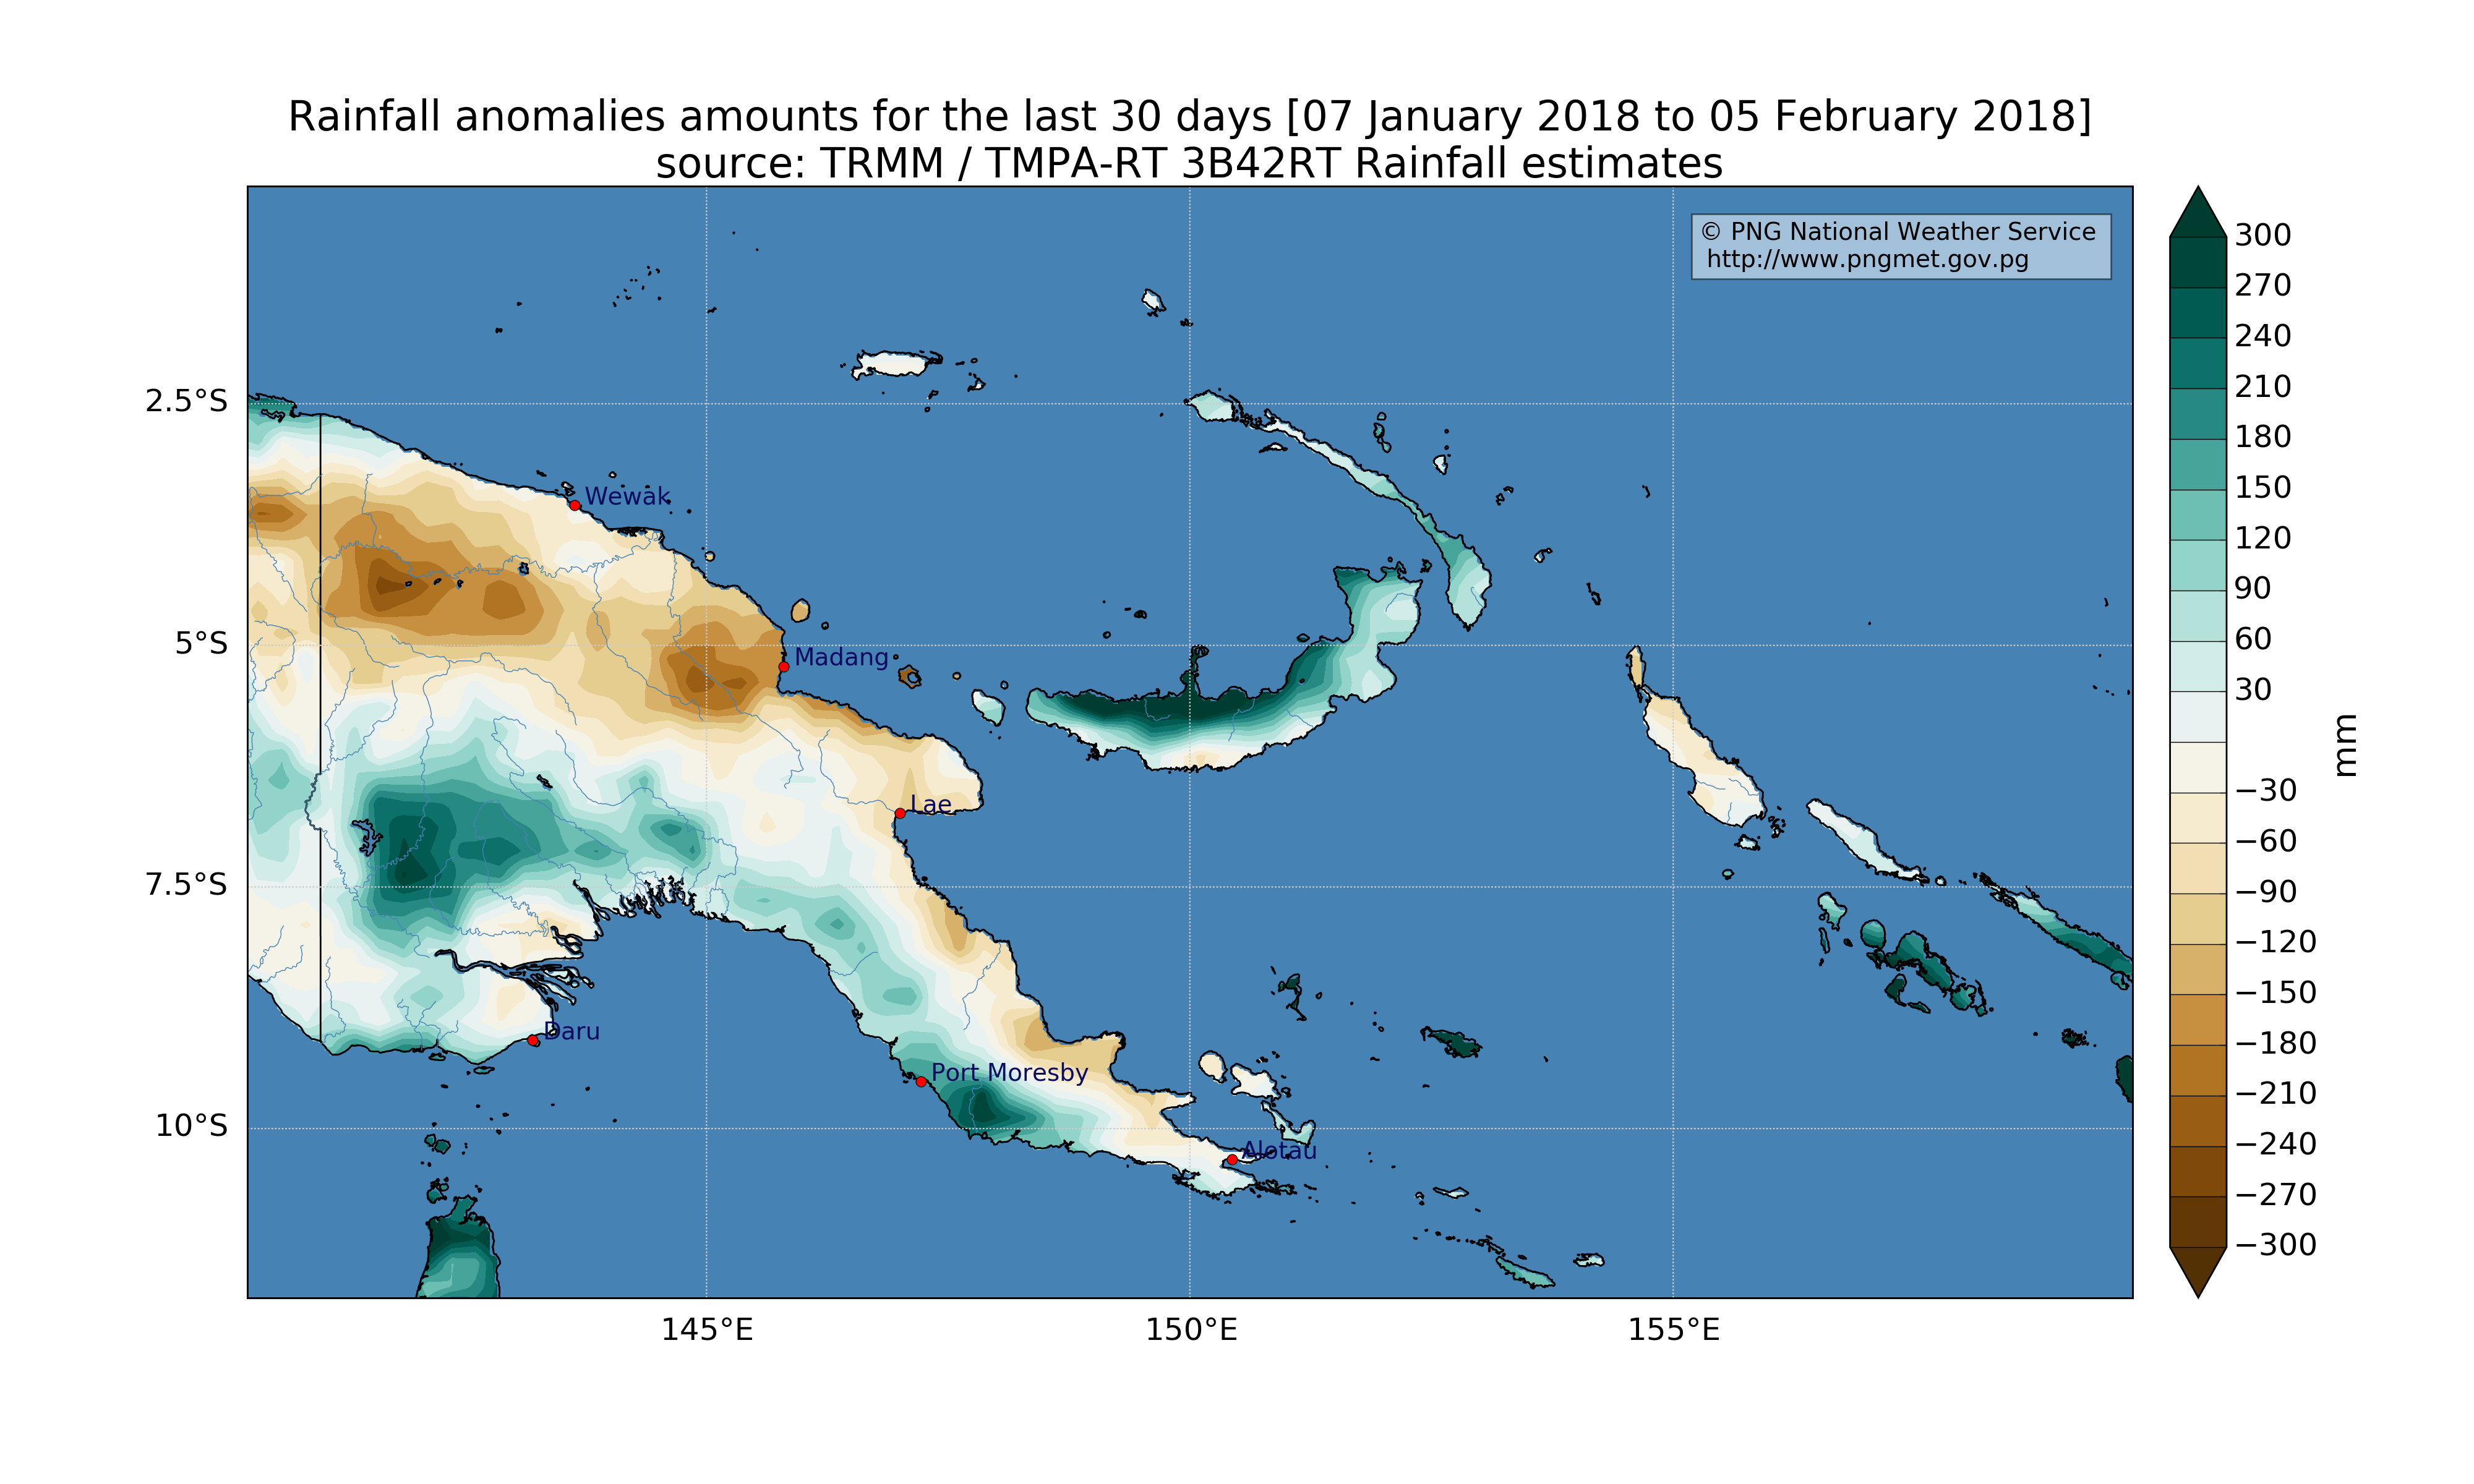 Rainfall anomalies amounts for the last 30 days [07 January 2018 to 05 February 2018]
source: TRMM / TMPA-RT 3B42RT Rainfall estimates
© PNG National Weather Service
http://www.pngmet.gov.pg
2.5°S
5°S
7.5°S
10°S
Wewak
Madang
Lae
Daru
Port Moresby
Alotau
145°E
150°E
155°E
300
270
240
210
180
150
120
90
60
30
−30
−60
−90
−120
−150
−180
−210
−240
−270
−300
mm